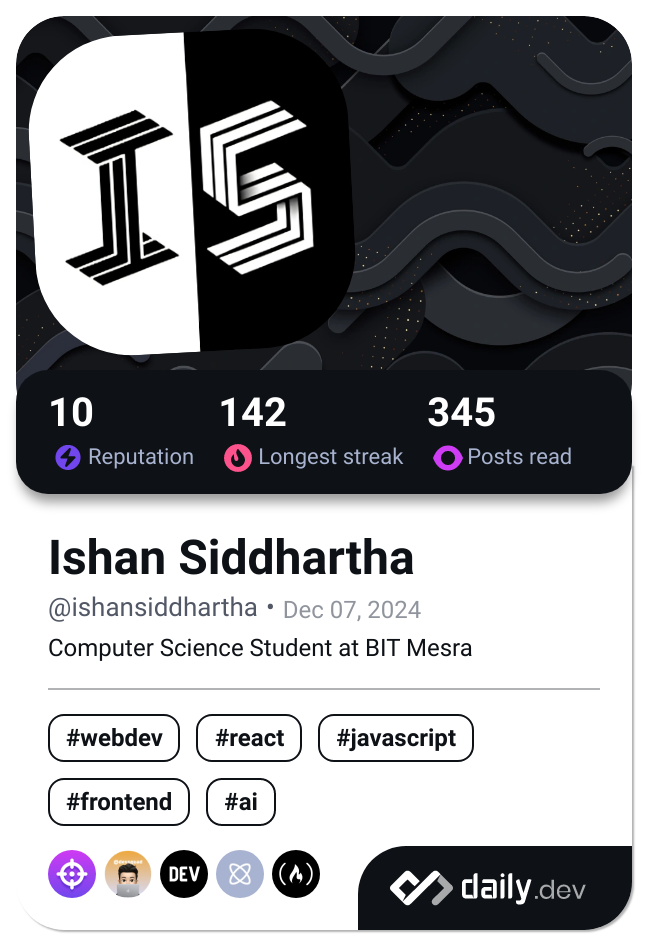 IS
10 142 345
Reputation Longest streak Posts read
Ishan Siddhartha
@ishansiddhartha • Dec 07, 2024
Computer Science Student at BIT Mesra
#webdev #react #javascript
#frontend #ai
DEV
daily.dev